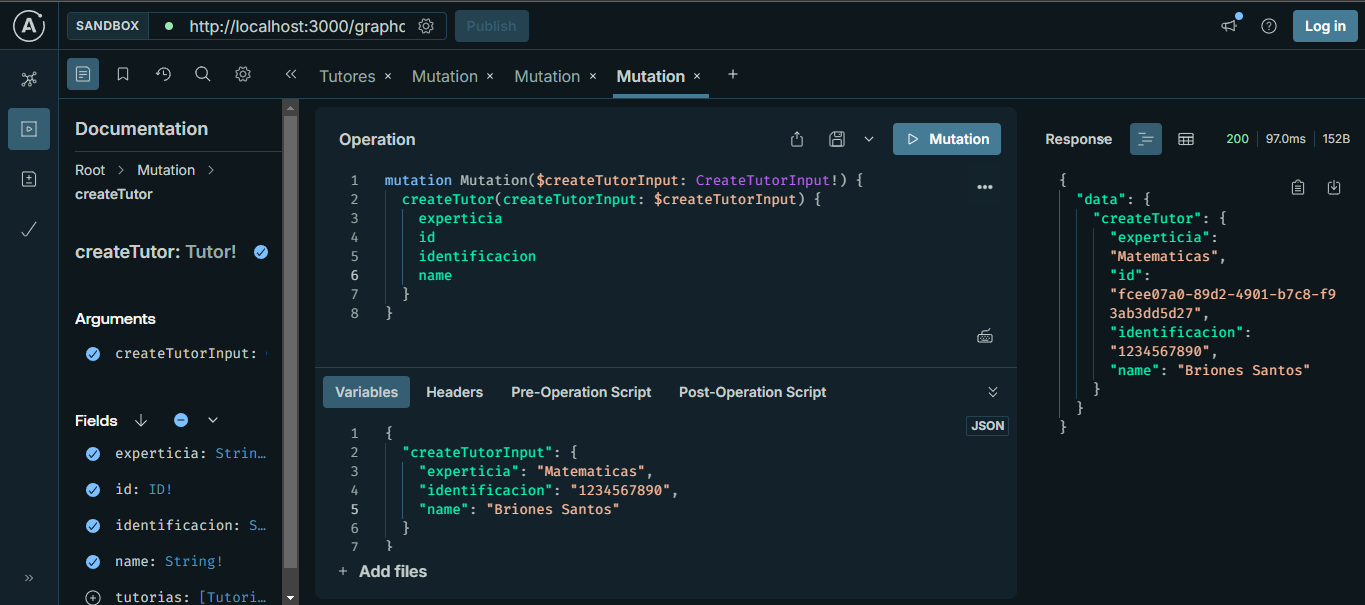 A SANDBOX http://localhost:3000/graphc Publish Log in
Tutores × Mutation × Mutation × Mutation × +
Documentation
Root > Mutation >
createTutor
createTutor: Tutor!
Arguments
createTutorInput:
Fields
experticia: Strin…
id: ID!
identificacion: S…
name: String!
tutorias: [Tutori…
Operation
Mutation
1 mutation Mutation($createTutorInput: CreateTutorInput!) {
2 createTutor(createTutorInput: $createTutorInput) {
3 experticia
4 id
5 identificacion
6 name
7 }
8 }
Variables Headers Pre-Operation Script Post-Operation Script
JSON
1 {
2 "createTutorInput": {
3 "experticia": "Matematicas",
4 "identificacion": "1234567890",
5 "name": "Briones Santos"
6 }
7 }
+ Add files
Response 200 97.0ms 152B
{
"data": {
"createTutor": {
"experticia":
"Matematicas",
"id":
"fcee07a0-89d2-4901-b7c8-f9
3ab3dd5d27",
"identificacion":
"1234567890",
"name": "Briones Santos"
}
}
}